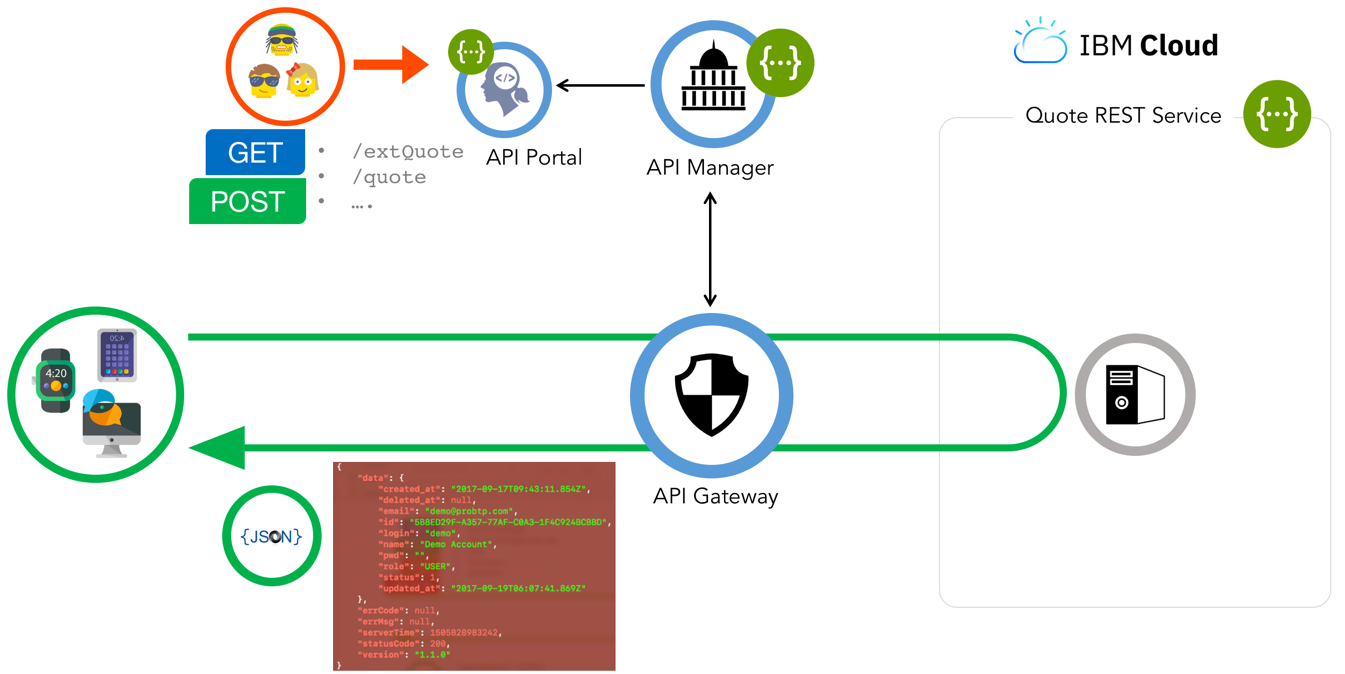 IBM Cloud
{···}
{···}
{···}
</>
Quote REST Service
API Portal
API Manager
GET
POST
• /extQuote
• /quote
• ….
4:20
4:20
API Gateway
{JSON}
{
"data": {
"created_at": "2017-09-17T09:43:11.854Z",
"deleted_at": null,
"email": "demo@probtp.com",
"id": "5B8ED29F-A357-77AF-C0A3-1F4C924BCBBD",
"login": "demo",
"name": "Demo Account",
"pwd": "",
"role": "USER",
"status": 1,
"updated_at": "2017-09-19T06:07:41.869Z"
},
"errCode": null,
"errMsg": null,
"serverTime": 1505820983242,
"statusCode": 200,
"version": "1.1.0"
}